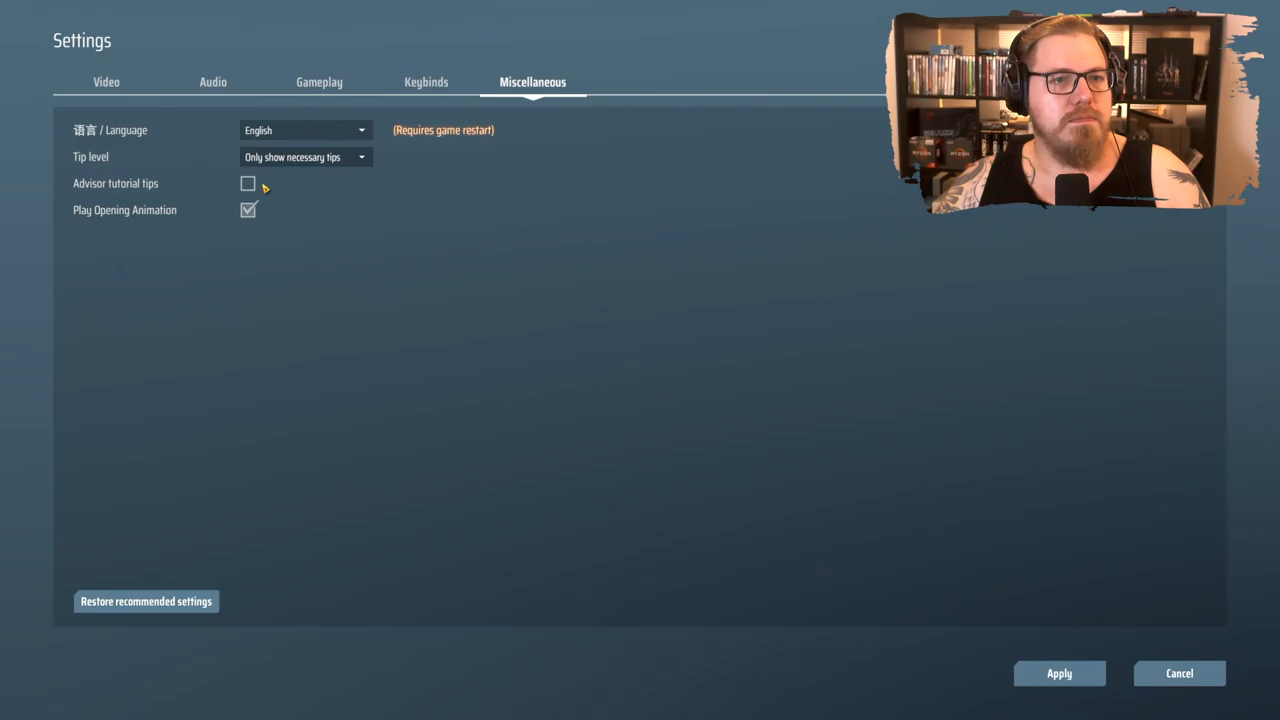 Settings
Video
Audio
Gameplay
Keybinds
Miscellaneous
语言 / Language
English
(Requires game restart)
Tip level
Only show necessary tips
Advisor tutorial tips
Play Opening Animation
Restore recommended settings
Apply
Cancel